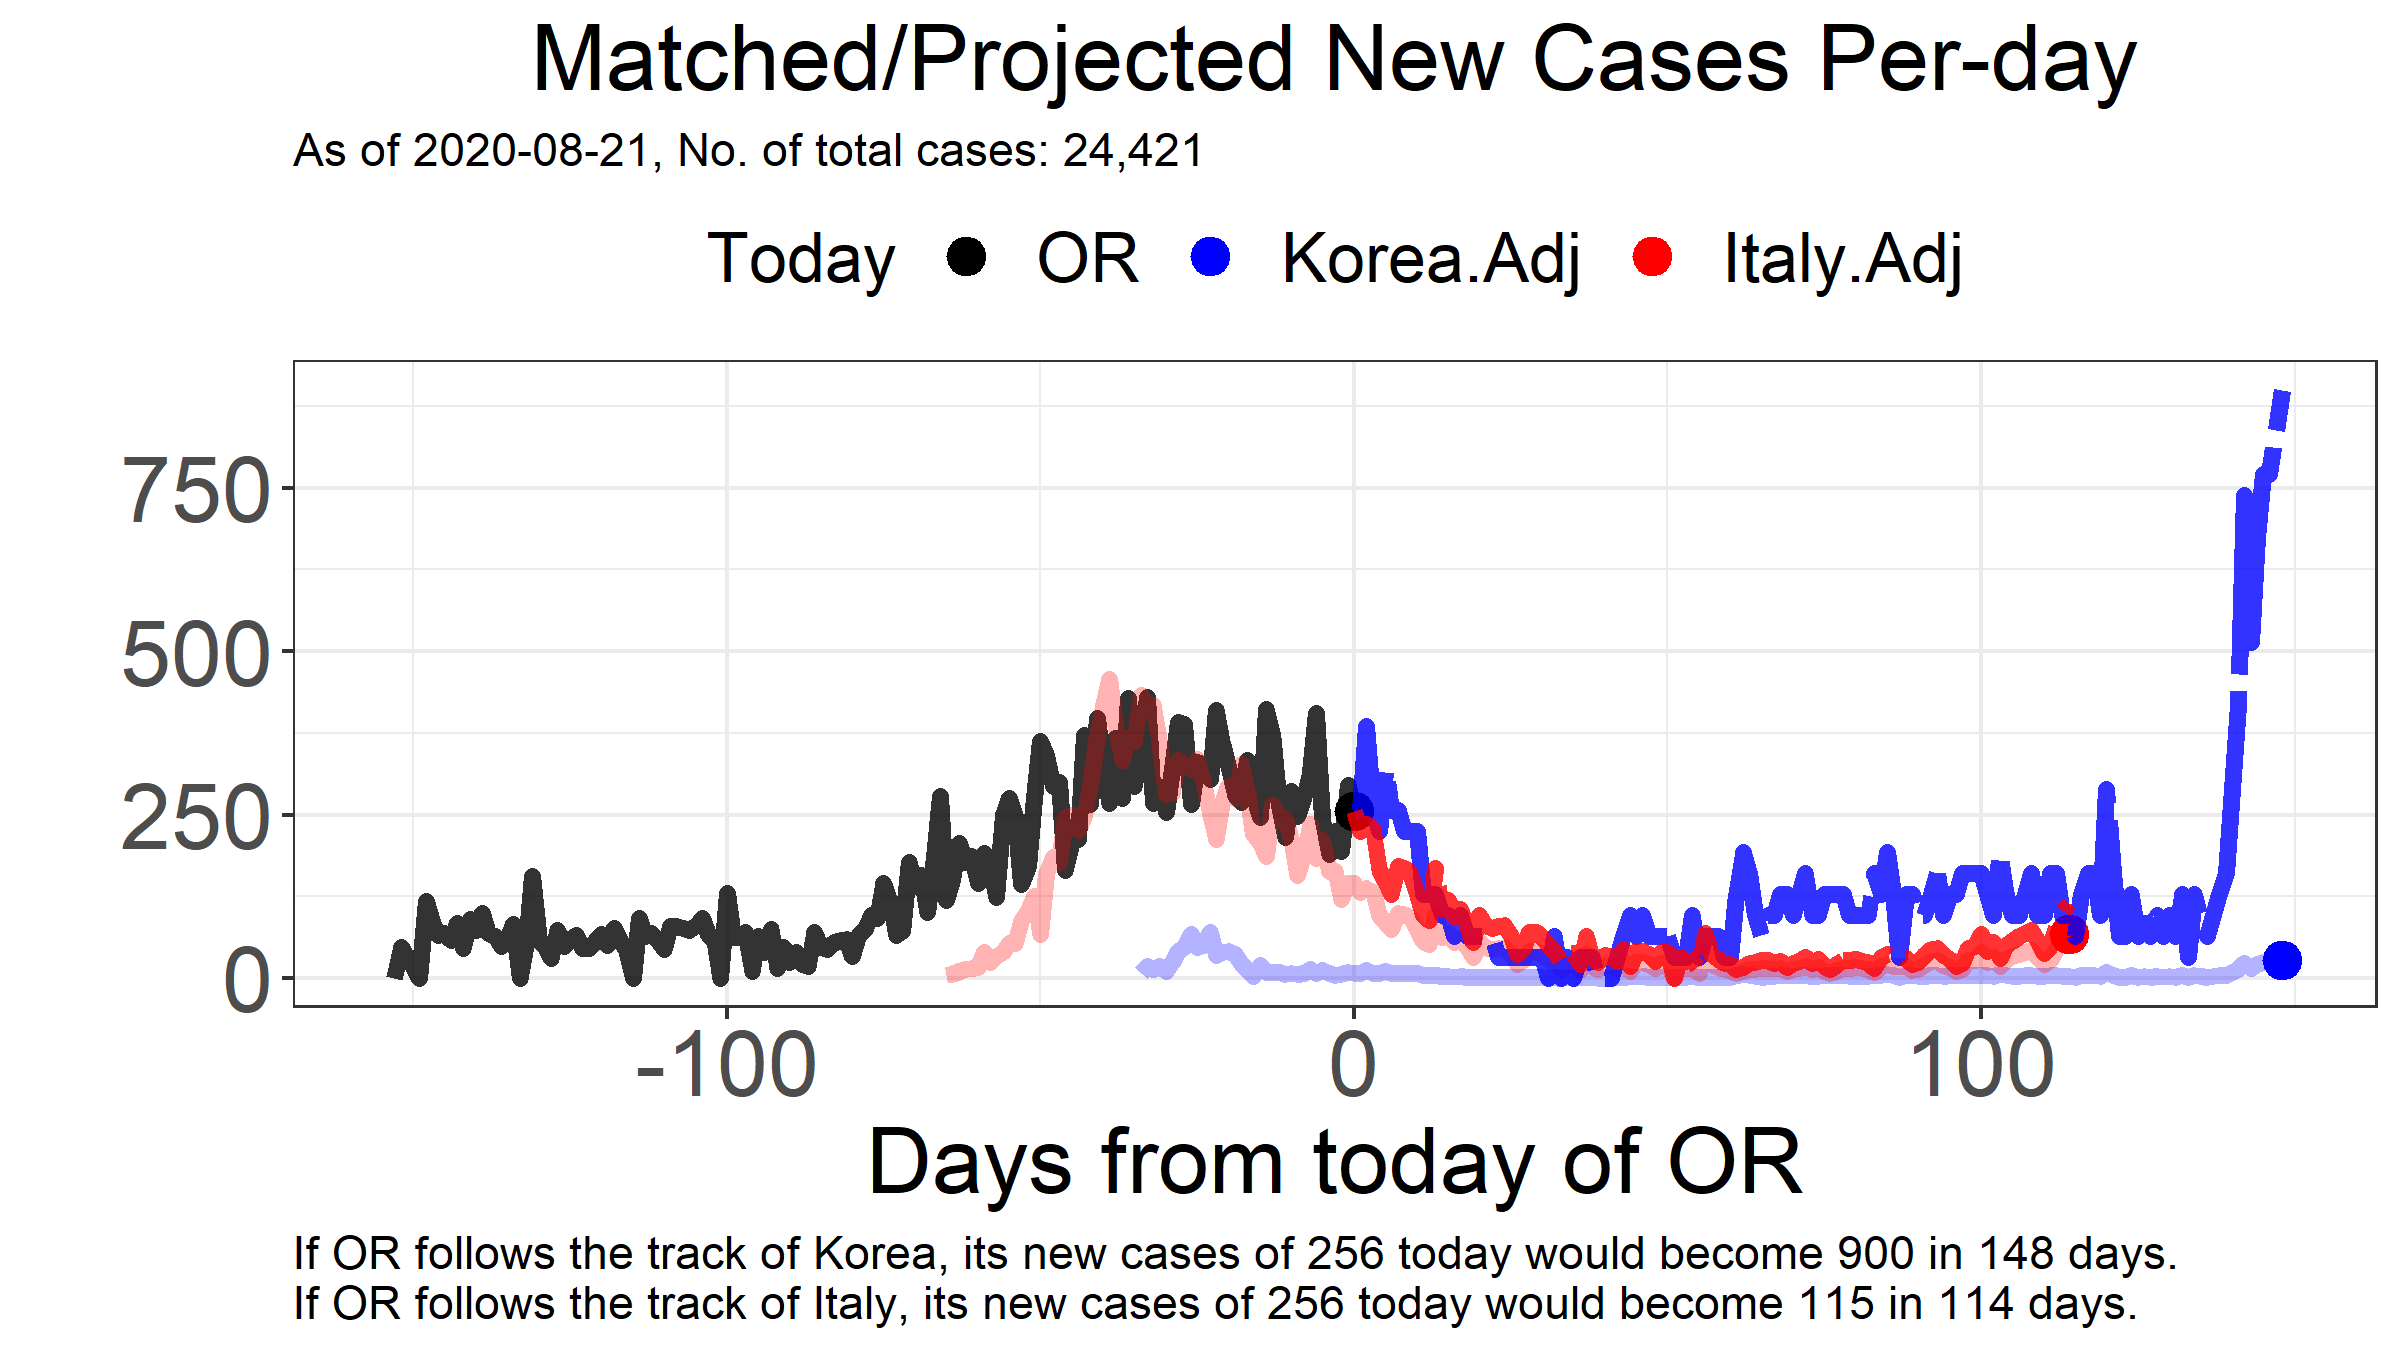 Matched/Projected New Cases Per-day
As of 2020-08-21, No. of total cases: 24,421
Today OR Korea.Adj Italy.Adj
750
500
250
0
-100 0 100
Days from today of OR
If OR follows the track of Korea, its new cases of 256 today would become 900 in 148 days.
If OR follows the track of Italy, its new cases of 256 today would become 115 in 114 days.